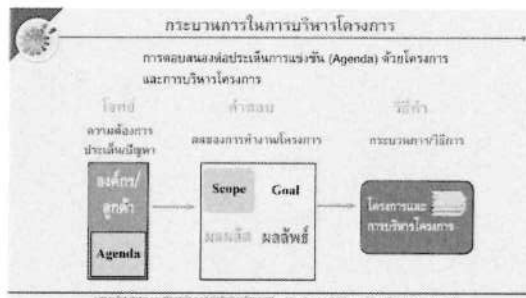 กระบวนการในการบริหารโครงการ
การตอบสนองต่อประเด็นการแข่งขัน (Agenda) ด้วยโครงการ
และการบริหารโครงการ
โจทย์
คำตอบ
วิธีทำ
ความต้องการ
ประเด็น/ปัญหา
ผลของการทำงาน/โครงการ
กระบวนการ/วิธีการ
องค์กร/
ลูกค้า
Agenda
Scope Goal
ผลผลิต ผลลัพธ์
โครงการและ
การบริหารโครงการ